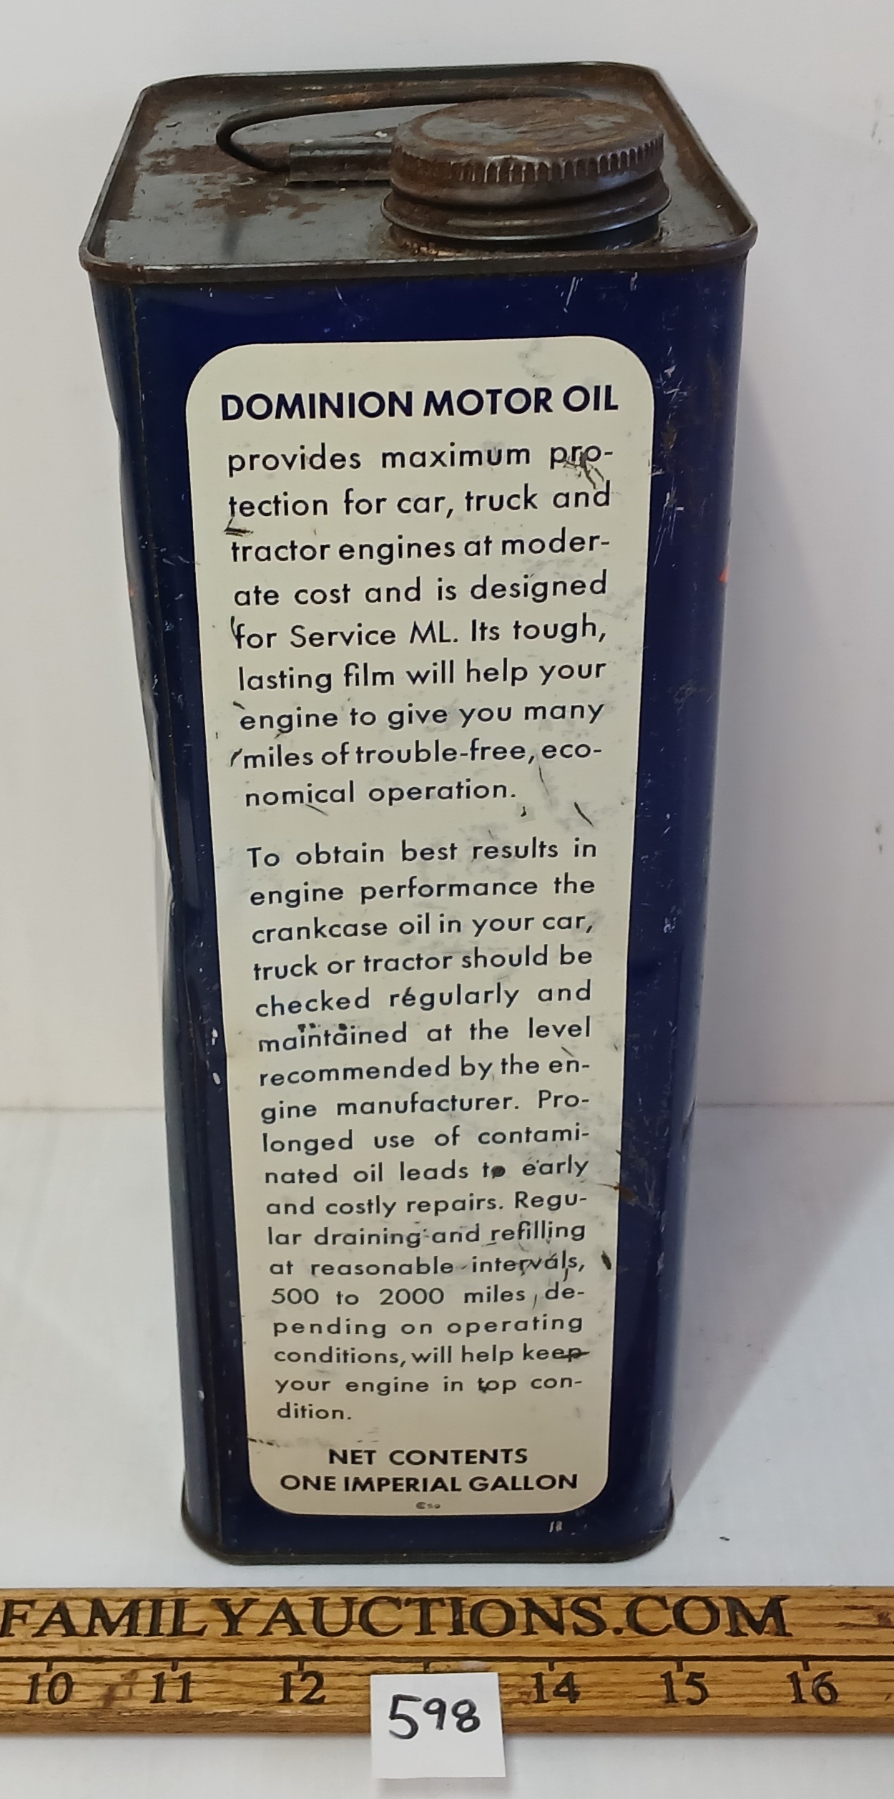 DOMINION MOTOR OIL
provides maximum pro-
tection for car, truck and
tractor engines at moder-
ate cost and is designed
for Service ML. Its tough,
lasting film will help your
engine to give you many
miles of trouble-free, eco-
nomical operation.
To obtain best results in
engine performance the
crankcase oil in your car,
truck or tractor should be
checked regularly and
maintained at the level
recommended by the en-
gine manufacturer. Pro-
longed use of contami-
nated oil leads to early
and costly repairs. Regu-
lar draining and refilling
at reasonable intervals,
500 to 2000 miles, de-
pending on operating
conditions, will help keep
your engine in top con-
dition.
NET CONTENTS
ONE IMPERIAL GALLON
FAMILYAUCTIONS.COM
10 11 12 14 15 16
598